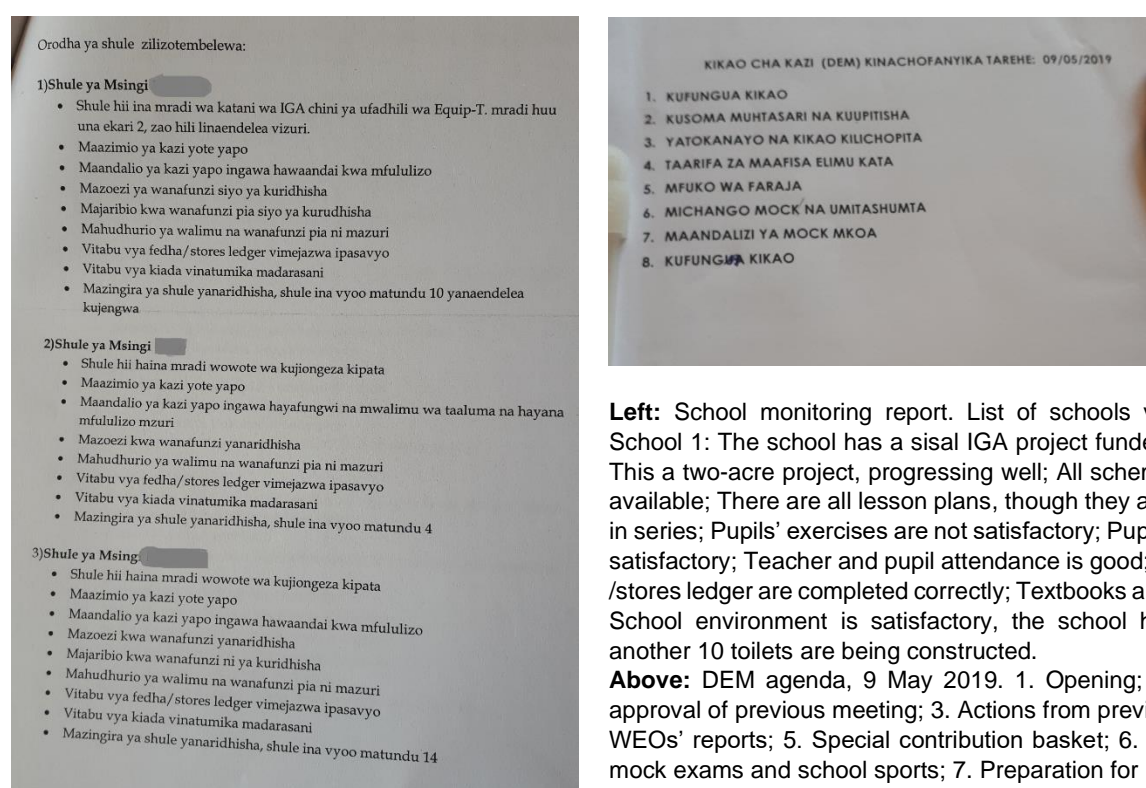 Orodha ya shule zilizotembelewa:
1)Shule ya Msingi
• Shule hii ina mradi wa katani wa IGA chini ya ufadhili wa Equip-T. mradi huu
una ekari 2, zao hili linaendelea vizuri.
• Maazimio ya kazi yote yapo
• Maandalio ya kazi yapo ingawa hawaandai kwa mfululizo
• Mazoezi ya wanafunzi siyo ya kuridhisha
• Majaribio kwa wanafunzi pia siyo ya kurudhisha
• Mahudhurio ya walimu na wanafunzi pia ni mazuri
• Vitabu vya fedha/stores ledger vimejazwa ipasavyo
• Vitabu vya kiada vinatumika madarasani
• Mazingira ya shule yanaridhisha, shule ina vyoo matundu 10 yanaendelea
kujengwa
2)Shule ya Msingi
• Shule hii haina mradi wowote wa kujiongeza kipata
• Maazimio ya kazi yote yapo
• Maandalio ya kazi yapo ingawa hayafungwi na mwalimu wa taaluma na hayana
mfululizo mzuri
• Mazoezi kwa wanafunzi yanaridhisha
• Mahudhurio ya walimu na wanafunzi pia ni mazuri
• Vitabu vya fedha/stores ledger vimejazwa ipasavyo
• Vitabu vya kiada vinatumika madarasani
• Mazingira ya shule yanaridhisha, shule ina vyoo matundu 4
3)Shule ya Msing
• Shule hii haina mradi wowote wa kujiongeza kipata
• Maazimio ya kazi yote yapo
• Maandalio ya kazi yapo ingawa hawaandai kwa mfululizo
• Mazoezi kwa wanafunzi yanaridhisha
• Majaribio kwa wanafunzi ni ya kuridhisha
• Mahudhurio ya walimu na wanafunzi pia ni mazuri
• Vitabu vya fedha/stores ledger vimejazwa ipasavyo
• Vitabu vya kiada vinatumika madarasani
• Mazingira ya shule yanaridhisha, shule ina vyoo matundu 14
KIKAO CHA KAZI (DEM) KINACHOFANYIKA TAREHE: 09/05/2019
1. KUFUNGUA KIKAO
2. KUSOMA MUHTASARI NA KUUPITISHA
3. YATOKANAYO NA KIKAO KILICHOPITA
4. TAARIFA ZA MAAFISA ELIMU KATA
5. MFUKO WA FARAJA
6. MICHANGO MOCK NA UMITASHUMTA
7. MAANDALIZI YA MOCK MKOA
8. KUFUNGA KIKAO
Left: School monitoring report. List of schools
School 1: The school has a sisal IGA project
This a two-acre project, progressing well; All
available; There are all lesson plans, though they
in series; Pupils' exercises are not satisfactory;
satisfactory; Teacher and pupil attendance is good;
/stores ledger are completed correctly; Textbooks
School environment is satisfactory, the school
another 10 toilets are being constructed.
Above: DEM agenda, 9 May 2019. 1. Opening;
approval of previous meeting; 3. Actions from
WEOs' reports; 5. Special contribution basket; 6.
mock exams and school sports; 7. Preparation for